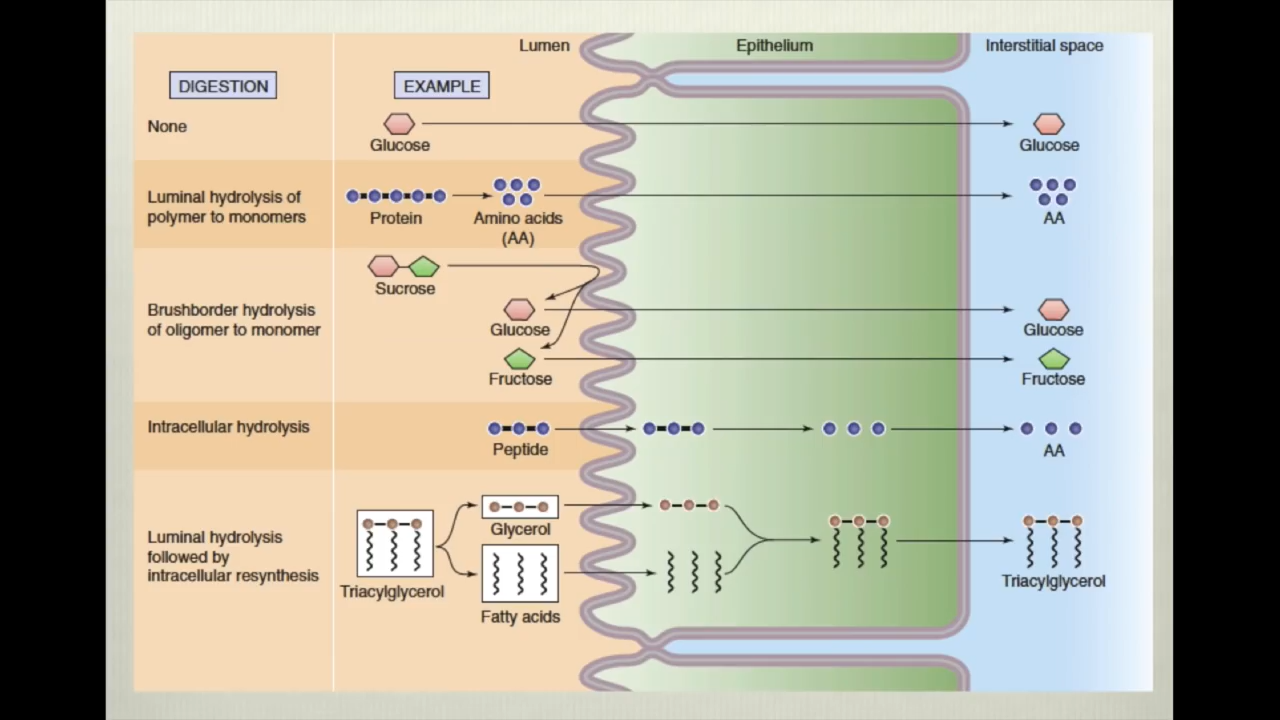 Lumen
Epithelium
Interstitial space
DIGESTION
EXAMPLE
None
Glucose
Glucose
Luminal hydrolysis of
polymer to monomers
Protein
Amino acids
(AA)
AA
Brushborder hydrolysis
of oligomer to monomer
Sucrose
Glucose
Fructose
Glucose
Fructose
Intracellular hydrolysis
Peptide
AA
Luminal hydrolysis
followed by
intracellular resynthesis
Triacylglycerol
Glycerol
Fatty acids
Triacylglycerol